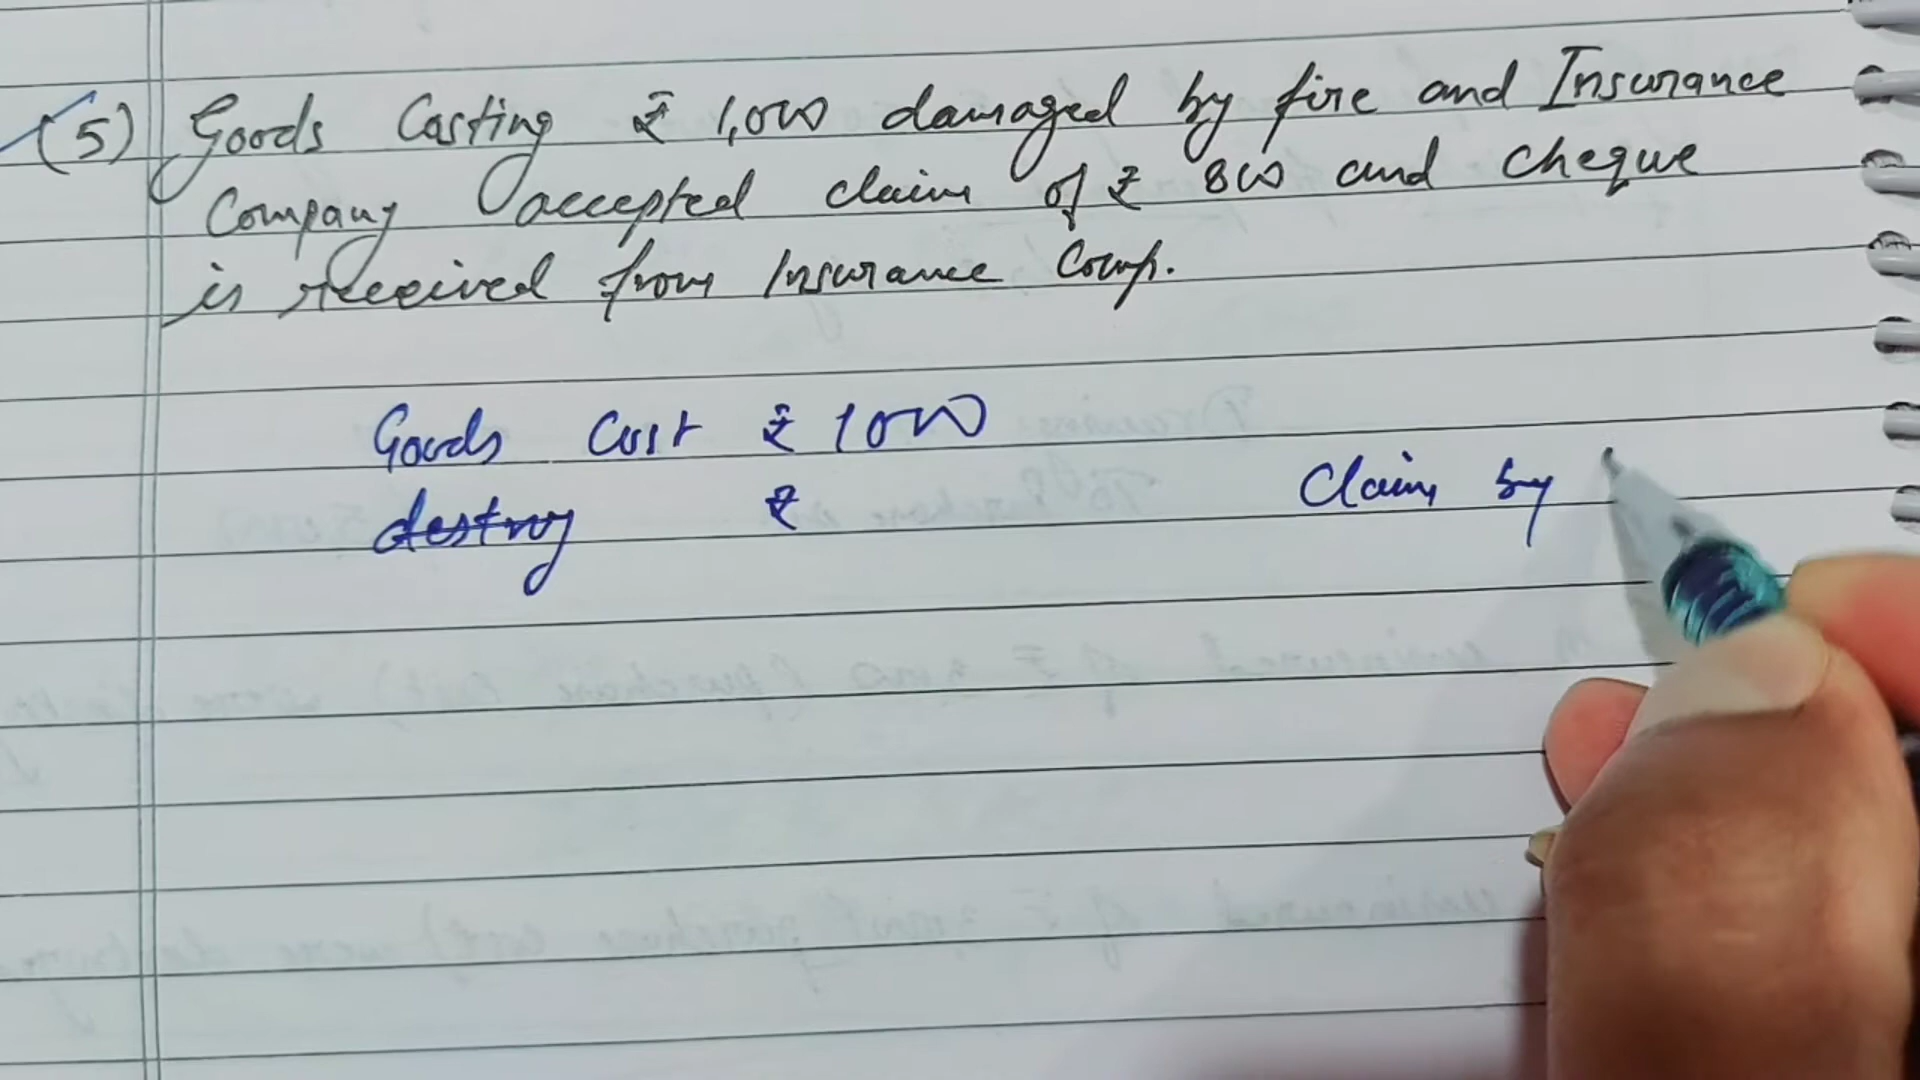 (5) Goods Costing ₹ 1,000 damaged by fire and Insurance
Company accepted claim of ₹ 800 and cheque
is received from Insurance Comp.
Goods Cost ₹ 1000
destroy ₹
Claim by